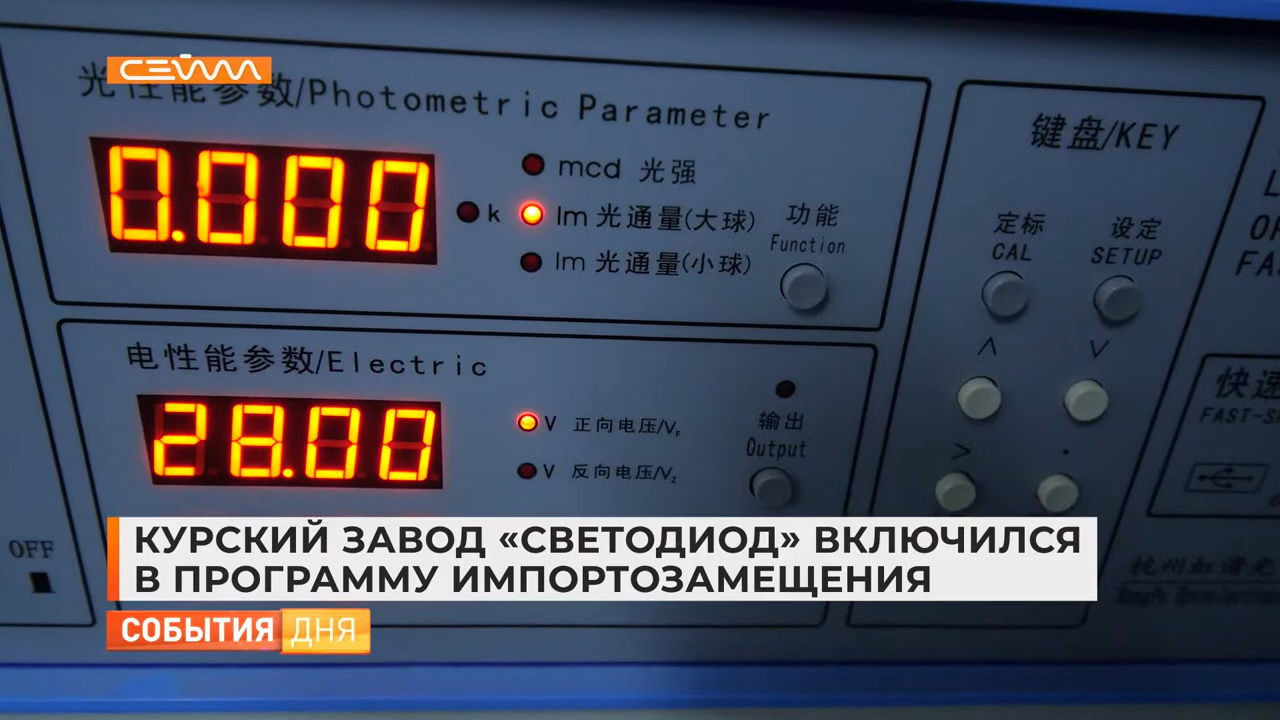 СЕЙМ
光性能参数/Photometric Parameter
0.000
k
mcd 光强
lm 光通量(大球)
lm 光通量(小球)
功能
Function
键盘/KEY
定标
CAL
设定
SETUP
电性能参数/Electric
28.00
V 正向电压/VF
V 反向电压/VZ
输出
Output
快速
OFF
КУРСКИЙ ЗАВОД «СВЕТОДИОД» ВКЛЮЧИЛСЯ
В ПРОГРАММУ ИМПОРТОЗАМЕЩЕНИЯ
СОБЫТИЯ ДНЯ